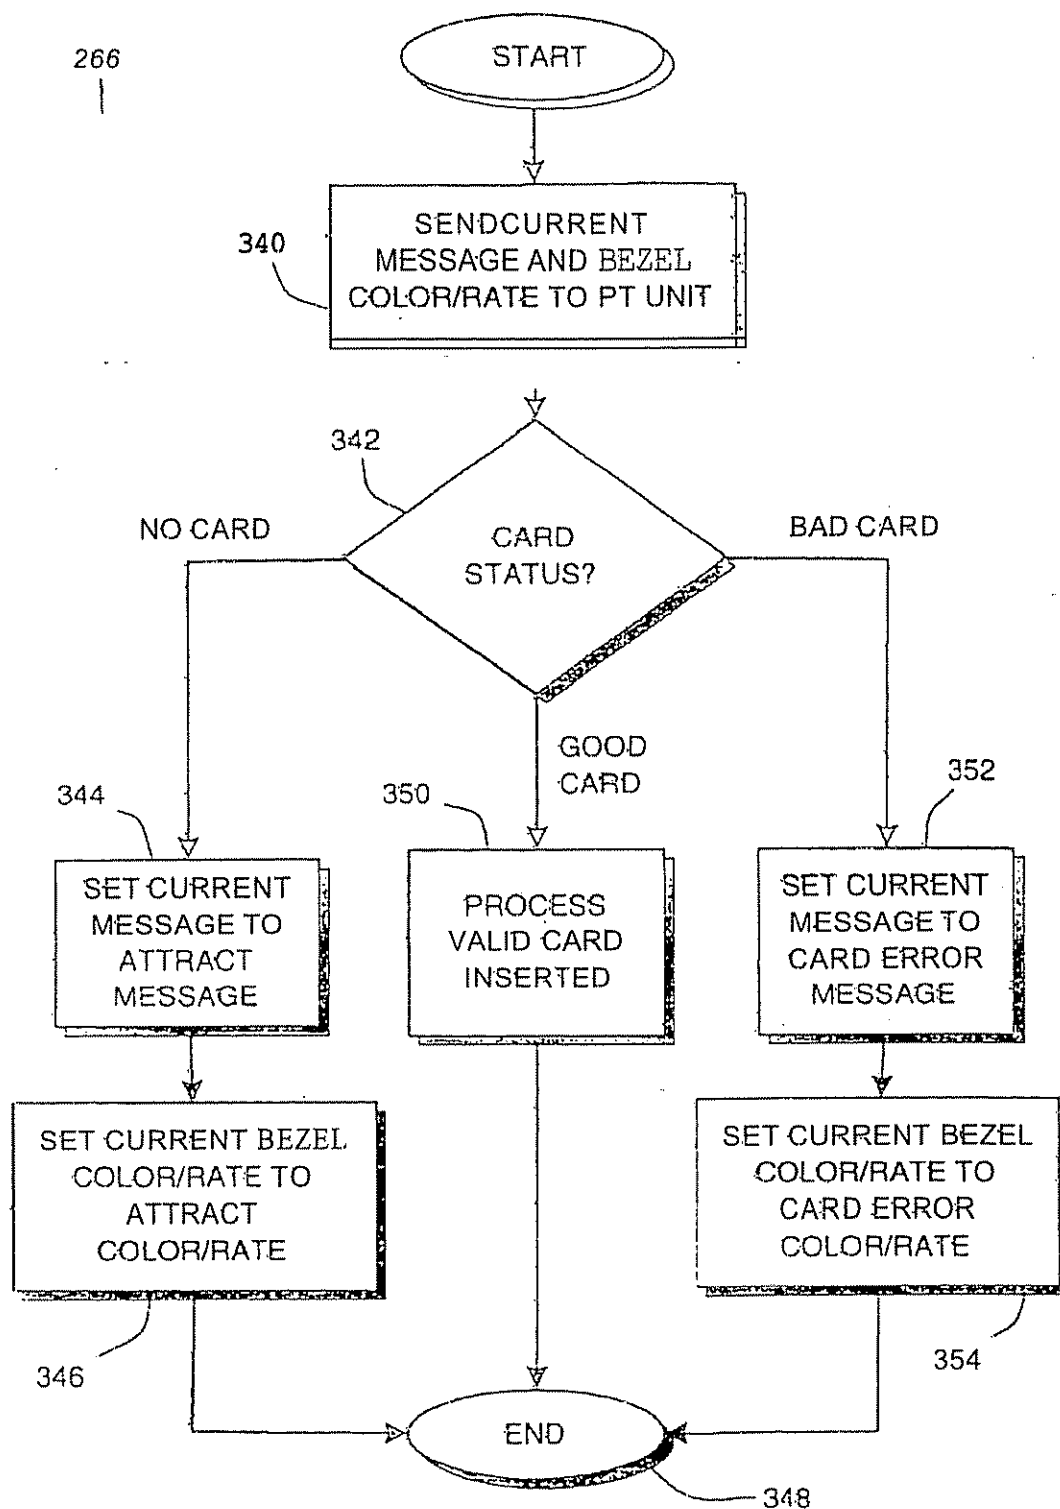 266
START
340
SENDCURRENT
MESSAGE AND BEZEL
COLOR/RATE TO PT UNIT
342
NO CARD
CARD
STATUS?
BAD CARD
GOOD
CARD
344
SET CURRENT
MESSAGE TO
ATTRACT
MESSAGE
350
PROCESS
VALID CARD
INSERTED
352
SET CURRENT
MESSAGE TO
CARD ERROR
MESSAGE
SET CURRENT BEZEL
COLOR/RATE TO
ATTRACT
COLOR/RATE
346
SET CURRENT BEZEL
COLOR/RATE TO
CARD ERROR
COLOR/RATE
354
END
348